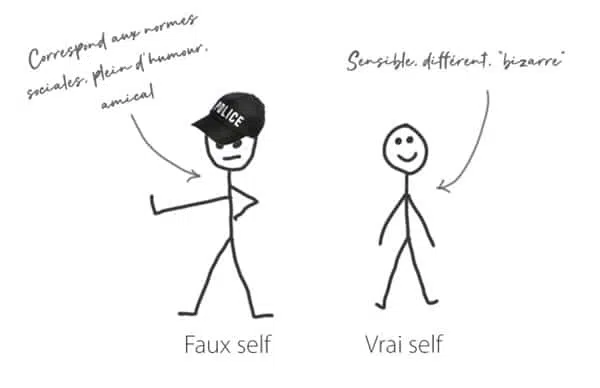 Correspond aux normes
sociales, plein d'humour,
amical
Sensible, différent, "bizarre"
POLICE
Faux self
Vrai self